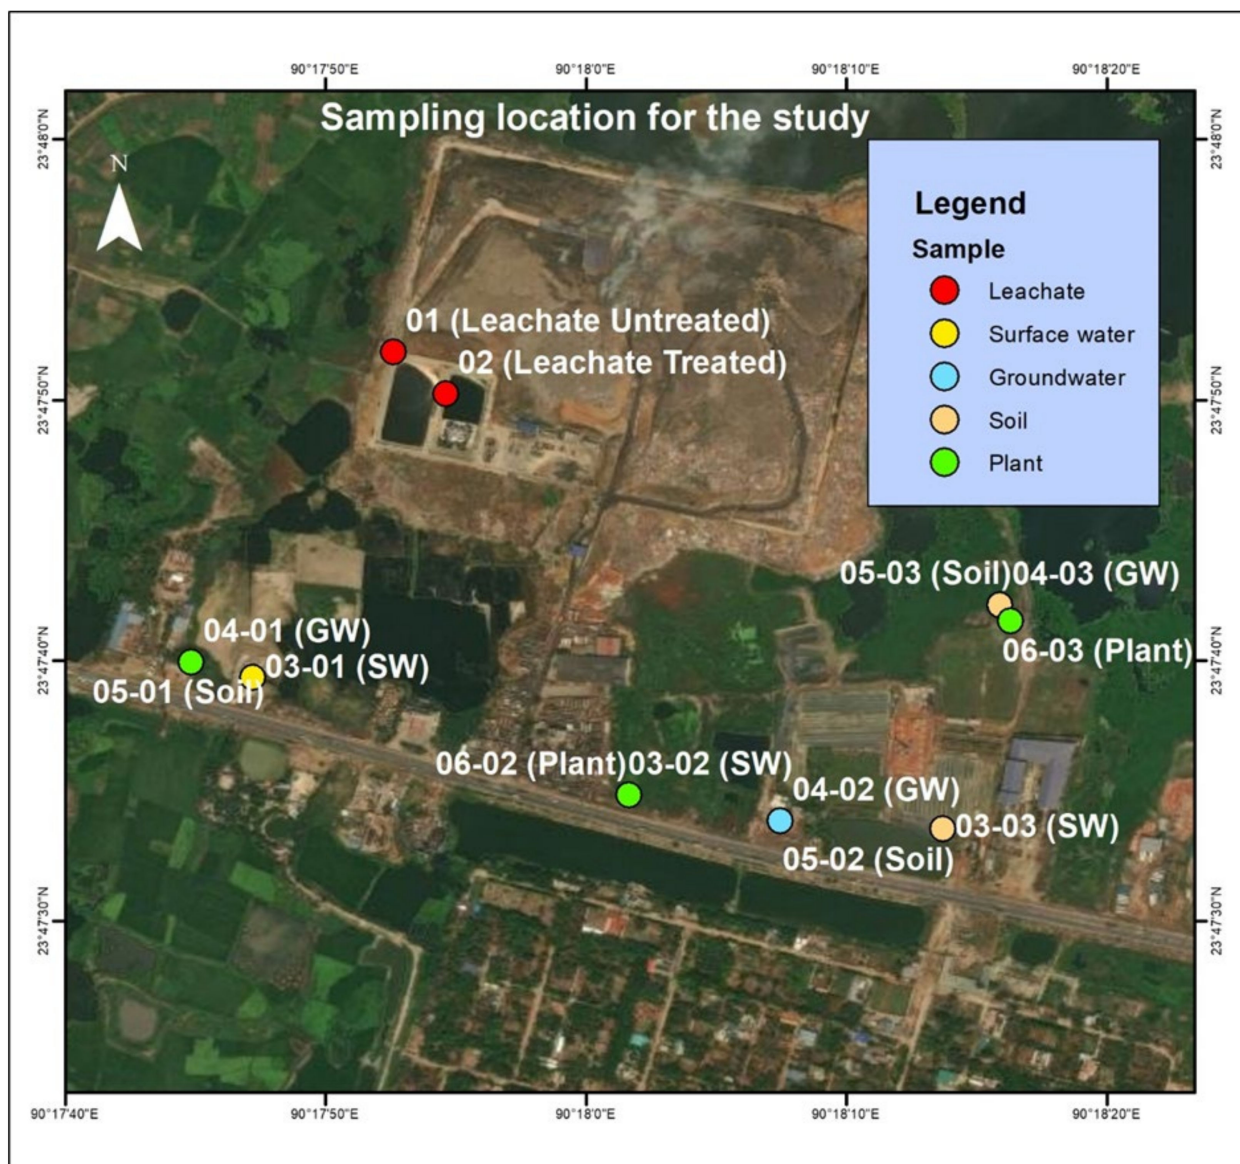 90°17'50"E
90°18'0"E
90°18'10"E
90°18'20"E
Sampling location for the study
23°48'0"N
23°48'0"N
N
Legend
Sample
Leachate
Surface water
Groundwater
Soil
Plant
01 (Leachate Untreated)
02 (Leachate Treated)
23°47'50"N
23°47'50"N
05-03 (Soil)04-03 (GW)
06-03 (Plant)
04-01 (GW)
03-01 (SW)
05-01 (Soil)
23°47'40"N
23°47'40"N
06-02 (Plant)03-02 (SW)
04-02 (GW)
03-03 (SW)
05-02 (Soil)
23°47'30"N
23°47'30"N
90°17'40"E
90°17'50"E
90°18'0"E
90°18'10"E
90°18'20"E